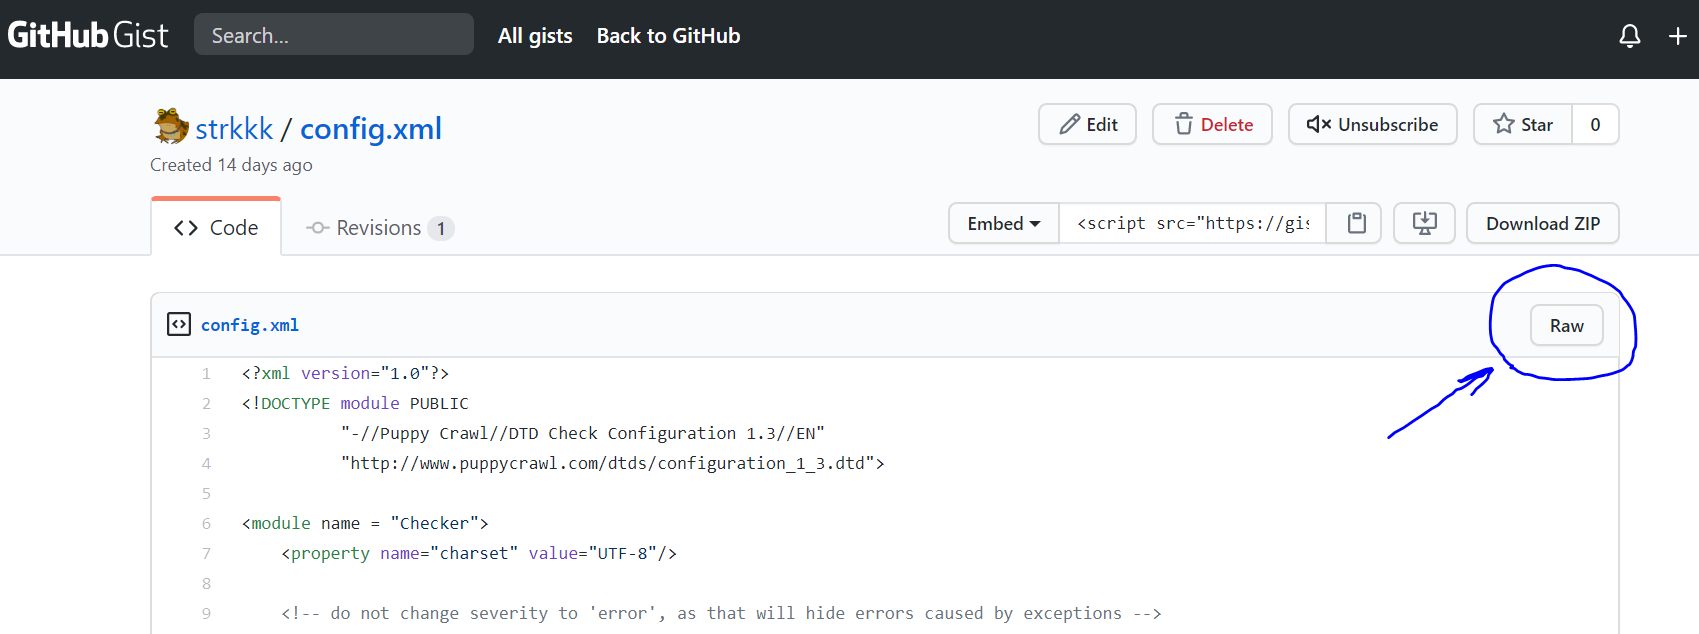 GitHub Gist Search... All gists Back to GitHub
strkkk / config.xml Edit Delete Unsubscribe Star 0
Created 14 days ago
Code Revisions 1 Embed <script src="https://gis Download ZIP
config.xml Raw
1 <?xml version="1.0"?>
2 <!DOCTYPE module PUBLIC
3 "-//Puppy Crawl//DTD Check Configuration 1.3//EN"
4 "http://www.puppycrawl.com/dtds/configuration_1_3.dtd">
5
6 <module name = "Checker">
7 <property name="charset" value="UTF-8"/>
8
9 <!-- do not change severity to 'error', as that will hide errors caused by exceptions -->